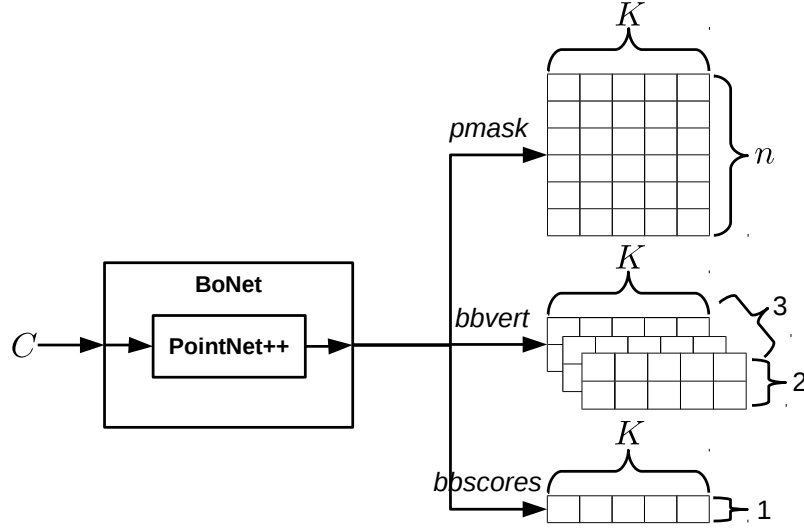 K
pmask
n
BoNet
K
3
C
PointNet++
bbvert
2
K
bbscores
1